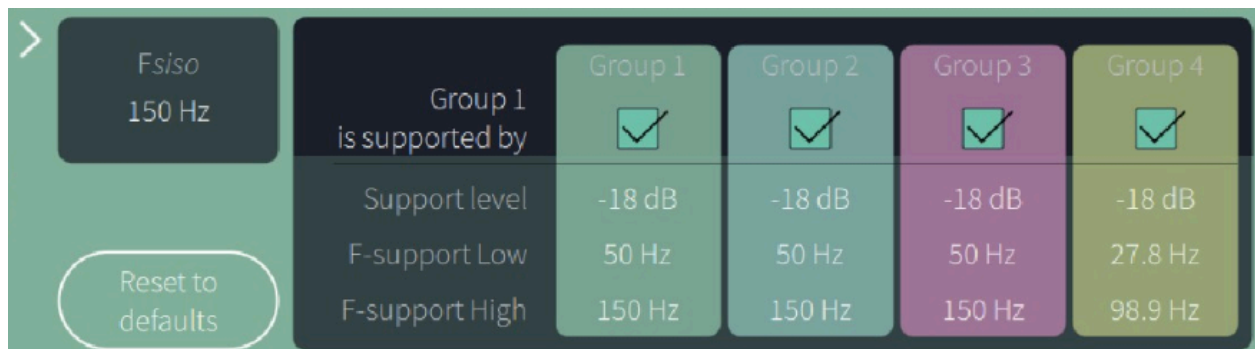 Fsiso
150 Hz
Reset to
defaults
Group 1 Group 2 Group 3 Group 4
Group 1
is supported by
Support level -18 dB -18 dB -18 dB -18 dB
F-support Low 50 Hz 50 Hz 50 Hz 27.8 Hz
F-support High 150 Hz 150 Hz 150 Hz 98.9 Hz